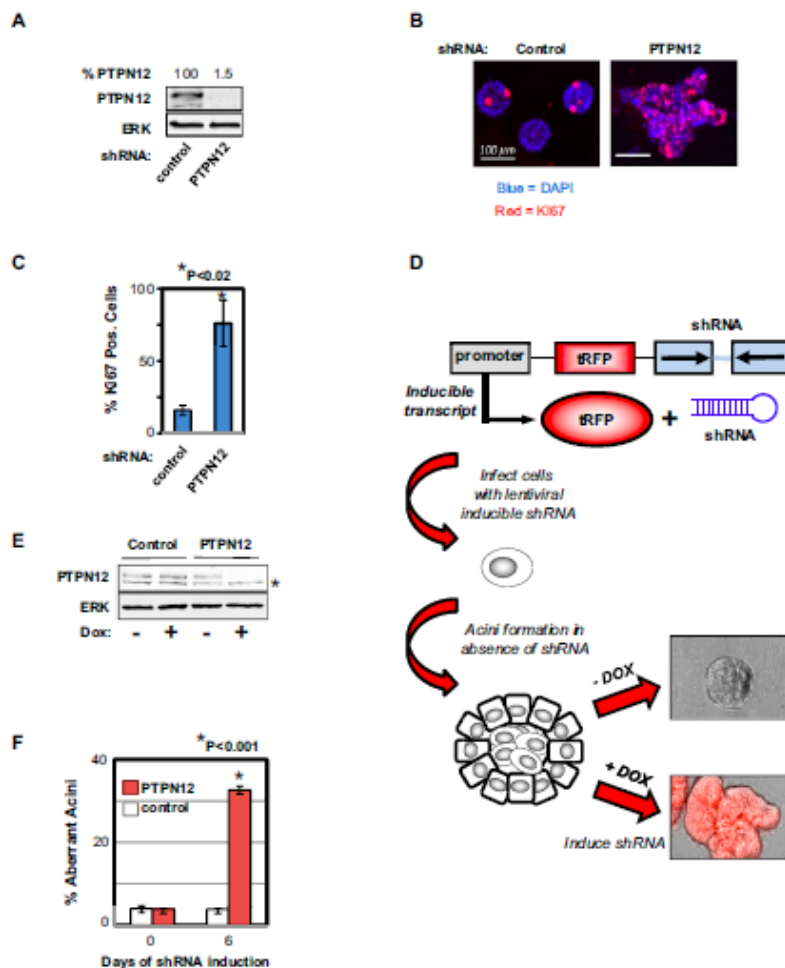 A
% PTPN12 100 1.5
PTPN12
ERK
shRNA:
control
PTPN12
B
shRNA: Control PTPN12
100 µm
Blue = DAPI
Red = KI67
C
*P<0.02
*
100
50
0
% KI67 Pos. Cells
shRNA:
control
PTPN12
D
shRNA
promoter tRFP
Inducible
transcript
tRFP + shRNA
Infect cells
with lentiviral
inducible shRNA
Acini formation in
absence of shRNA
- DOX
+ DOX
Induce shRNA
E
Control PTPN12
PTPN12 *
ERK
Dox: - + - +
F
*P<0.001
*
40
20
0
% Aberrant Acini
PTPN12
control
0 6
Days of shRNA induction